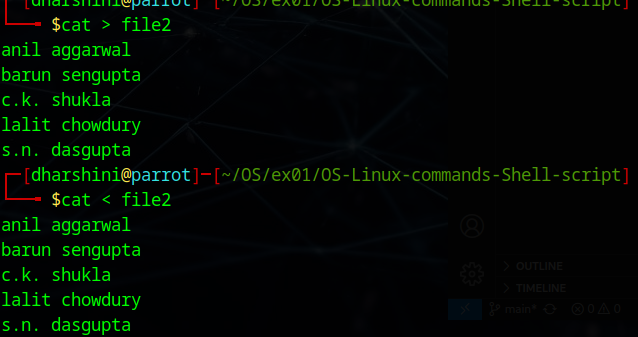 [dharshini@parrot]─[~/OS/ex01/OS-Linux-commands-Shell-script]
$cat > file2
anil aggarwal
barun sengupta
c.k. shukla
lalit chowdury
s.n. dasgupta
[dharshini@parrot]─[~/OS/ex01/OS-Linux-commands-Shell-script]
$cat < file2
anil aggarwal
barun sengupta
c.k. shukla
lalit chowdury
s.n. dasgupta
> OUTLINE
> TIMELINE
main* 0 0